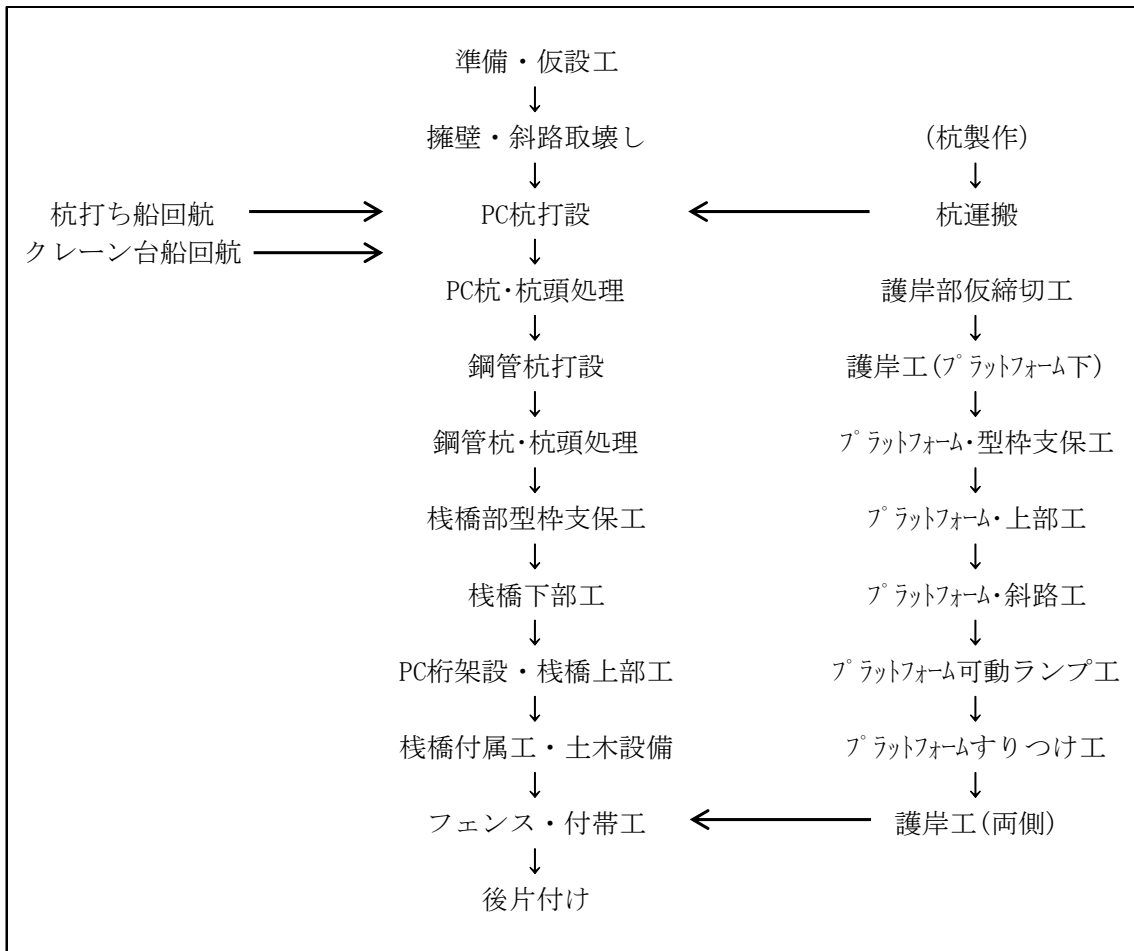 準備・仮設工
↓
擁壁・斜路取壊し (杭製作)
↓ ↓
杭打ち船回航 → PC杭打設 ← 杭運搬
クレーン台船回航 → ↓
PC杭・杭頭処理 護岸部仮締切工
↓ ↓
鋼管杭打設 護岸工(ﾌﾟﾗｯﾄﾌｫｰﾑ下)
↓ ↓
鋼管杭・杭頭処理 ﾌﾟﾗｯﾄﾌｫｰﾑ・型枠支保工
↓ ↓
桟橋部型枠支保工 ﾌﾟﾗｯﾄﾌｫｰﾑ・上部工
↓ ↓
桟橋下部工 ﾌﾟﾗｯﾄﾌｫｰﾑ・斜路工
↓ ↓
PC桁架設・桟橋上部工 ﾌﾟﾗｯﾄﾌｫｰﾑ可動ランプ工
↓ ↓
桟橋付属工・土木設備 ﾌﾟﾗｯﾄﾌｫｰﾑすりつけ工
↓ ↓
フェンス・付帯工 ← 護岸工(両側)
↓
後片付け